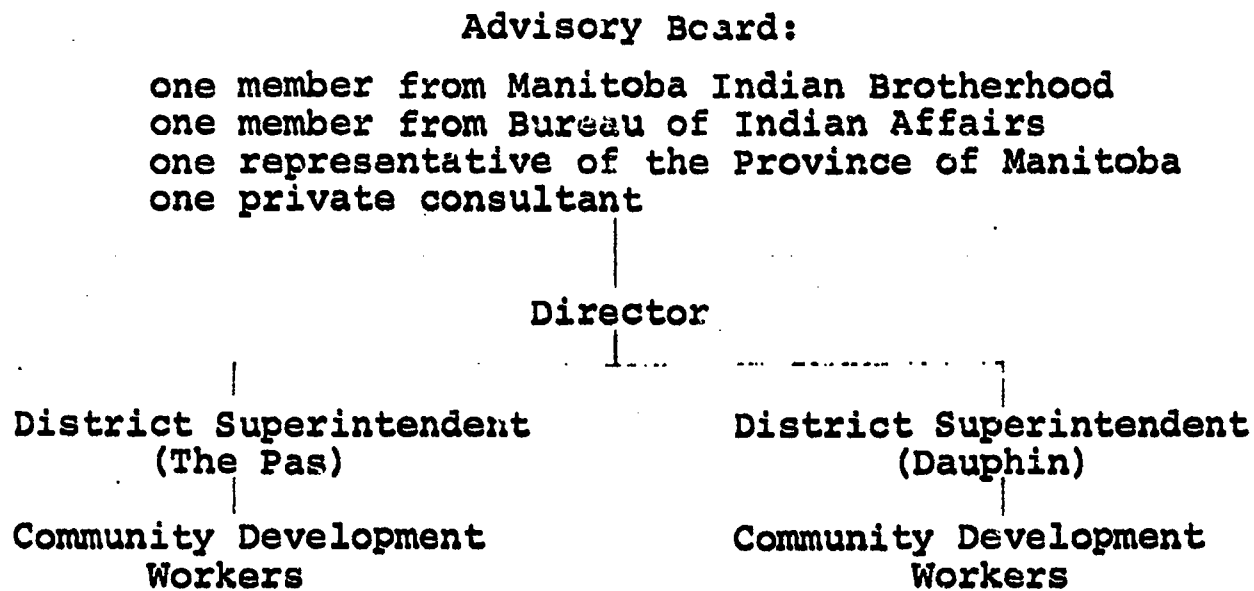 Advisory Board:
one member from Manitoba Indian Brotherhood
one member from Bureau of Indian Affairs
one representative of the Province of Manitoba
one private consultant
Director
District Superintendent
(The Pas)
Community Development
Workers
District Superintendent
(Dauphin)
Community Development
Workers